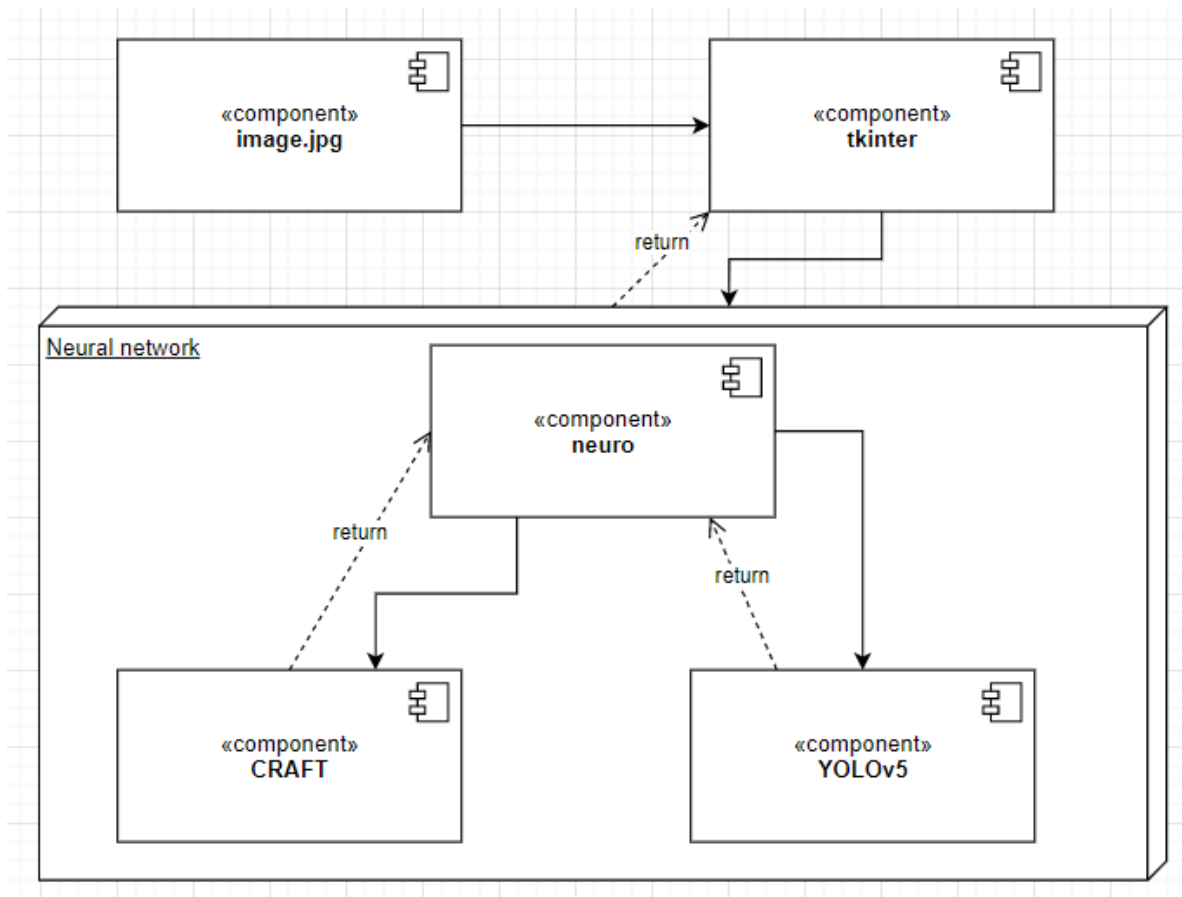 «component»
image.jpg
«component»
tkinter
return
Neural network
«component»
neuro
return
return
«component»
CRAFT
«component»
YOLOv5